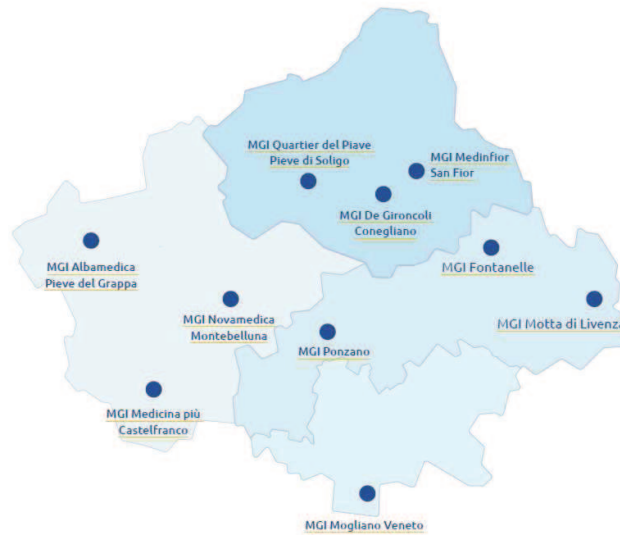 MGI Quartier del Piave
Pieve di Soligo
MGI Medinfior
San Fior
MGI De Gironcoli
Conegliano
MGI Albamedica
Pieve del Grappa
MGI Fontanelle
MGI Novamedica
Montebelluna
MGI Motta di Livenza
MGI Ponzano
MGI Medicina più
Castelfranco
MGI Mogliano Veneto